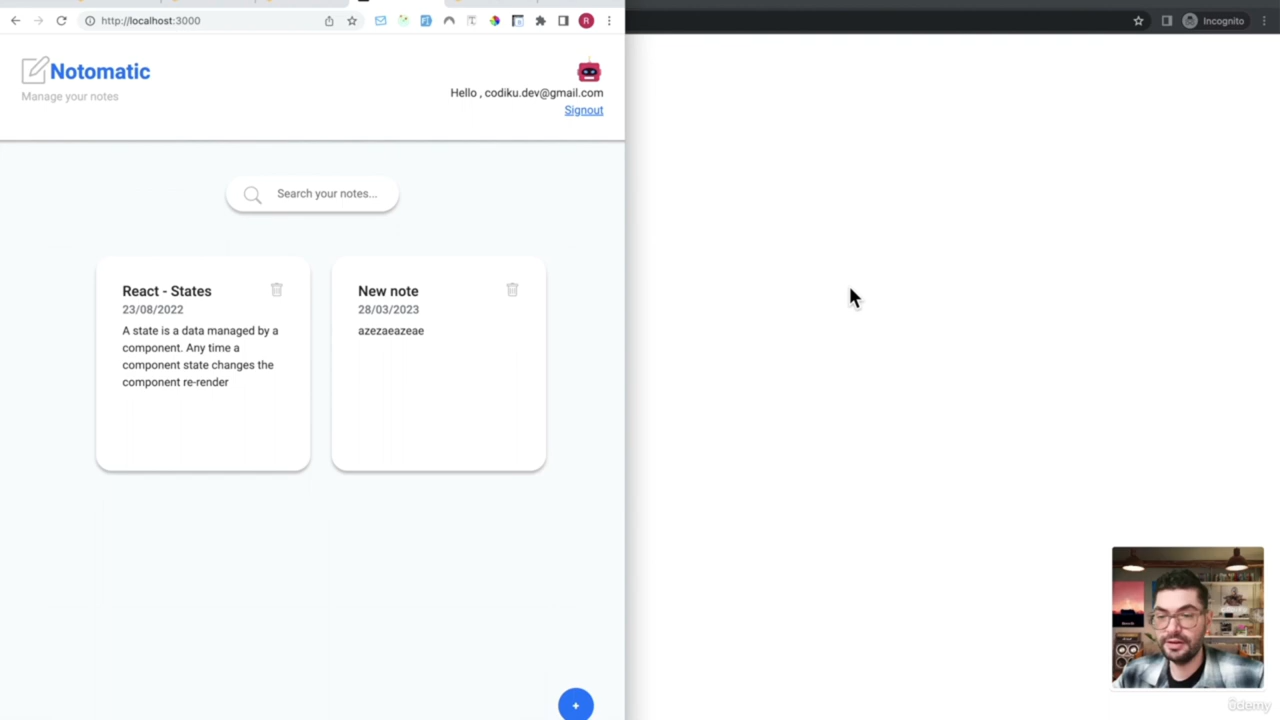 http://localhost:3000
R
Incognito
Notomatic
Manage your notes
Hello , codiku.dev@gmail.com
Signout
Search your notes...
React - States
23/08/2022
A state is a data managed by a
component. Any time a
component state changes the
component re-render
New note
28/03/2023
azezaeazeae
+
ûdemy